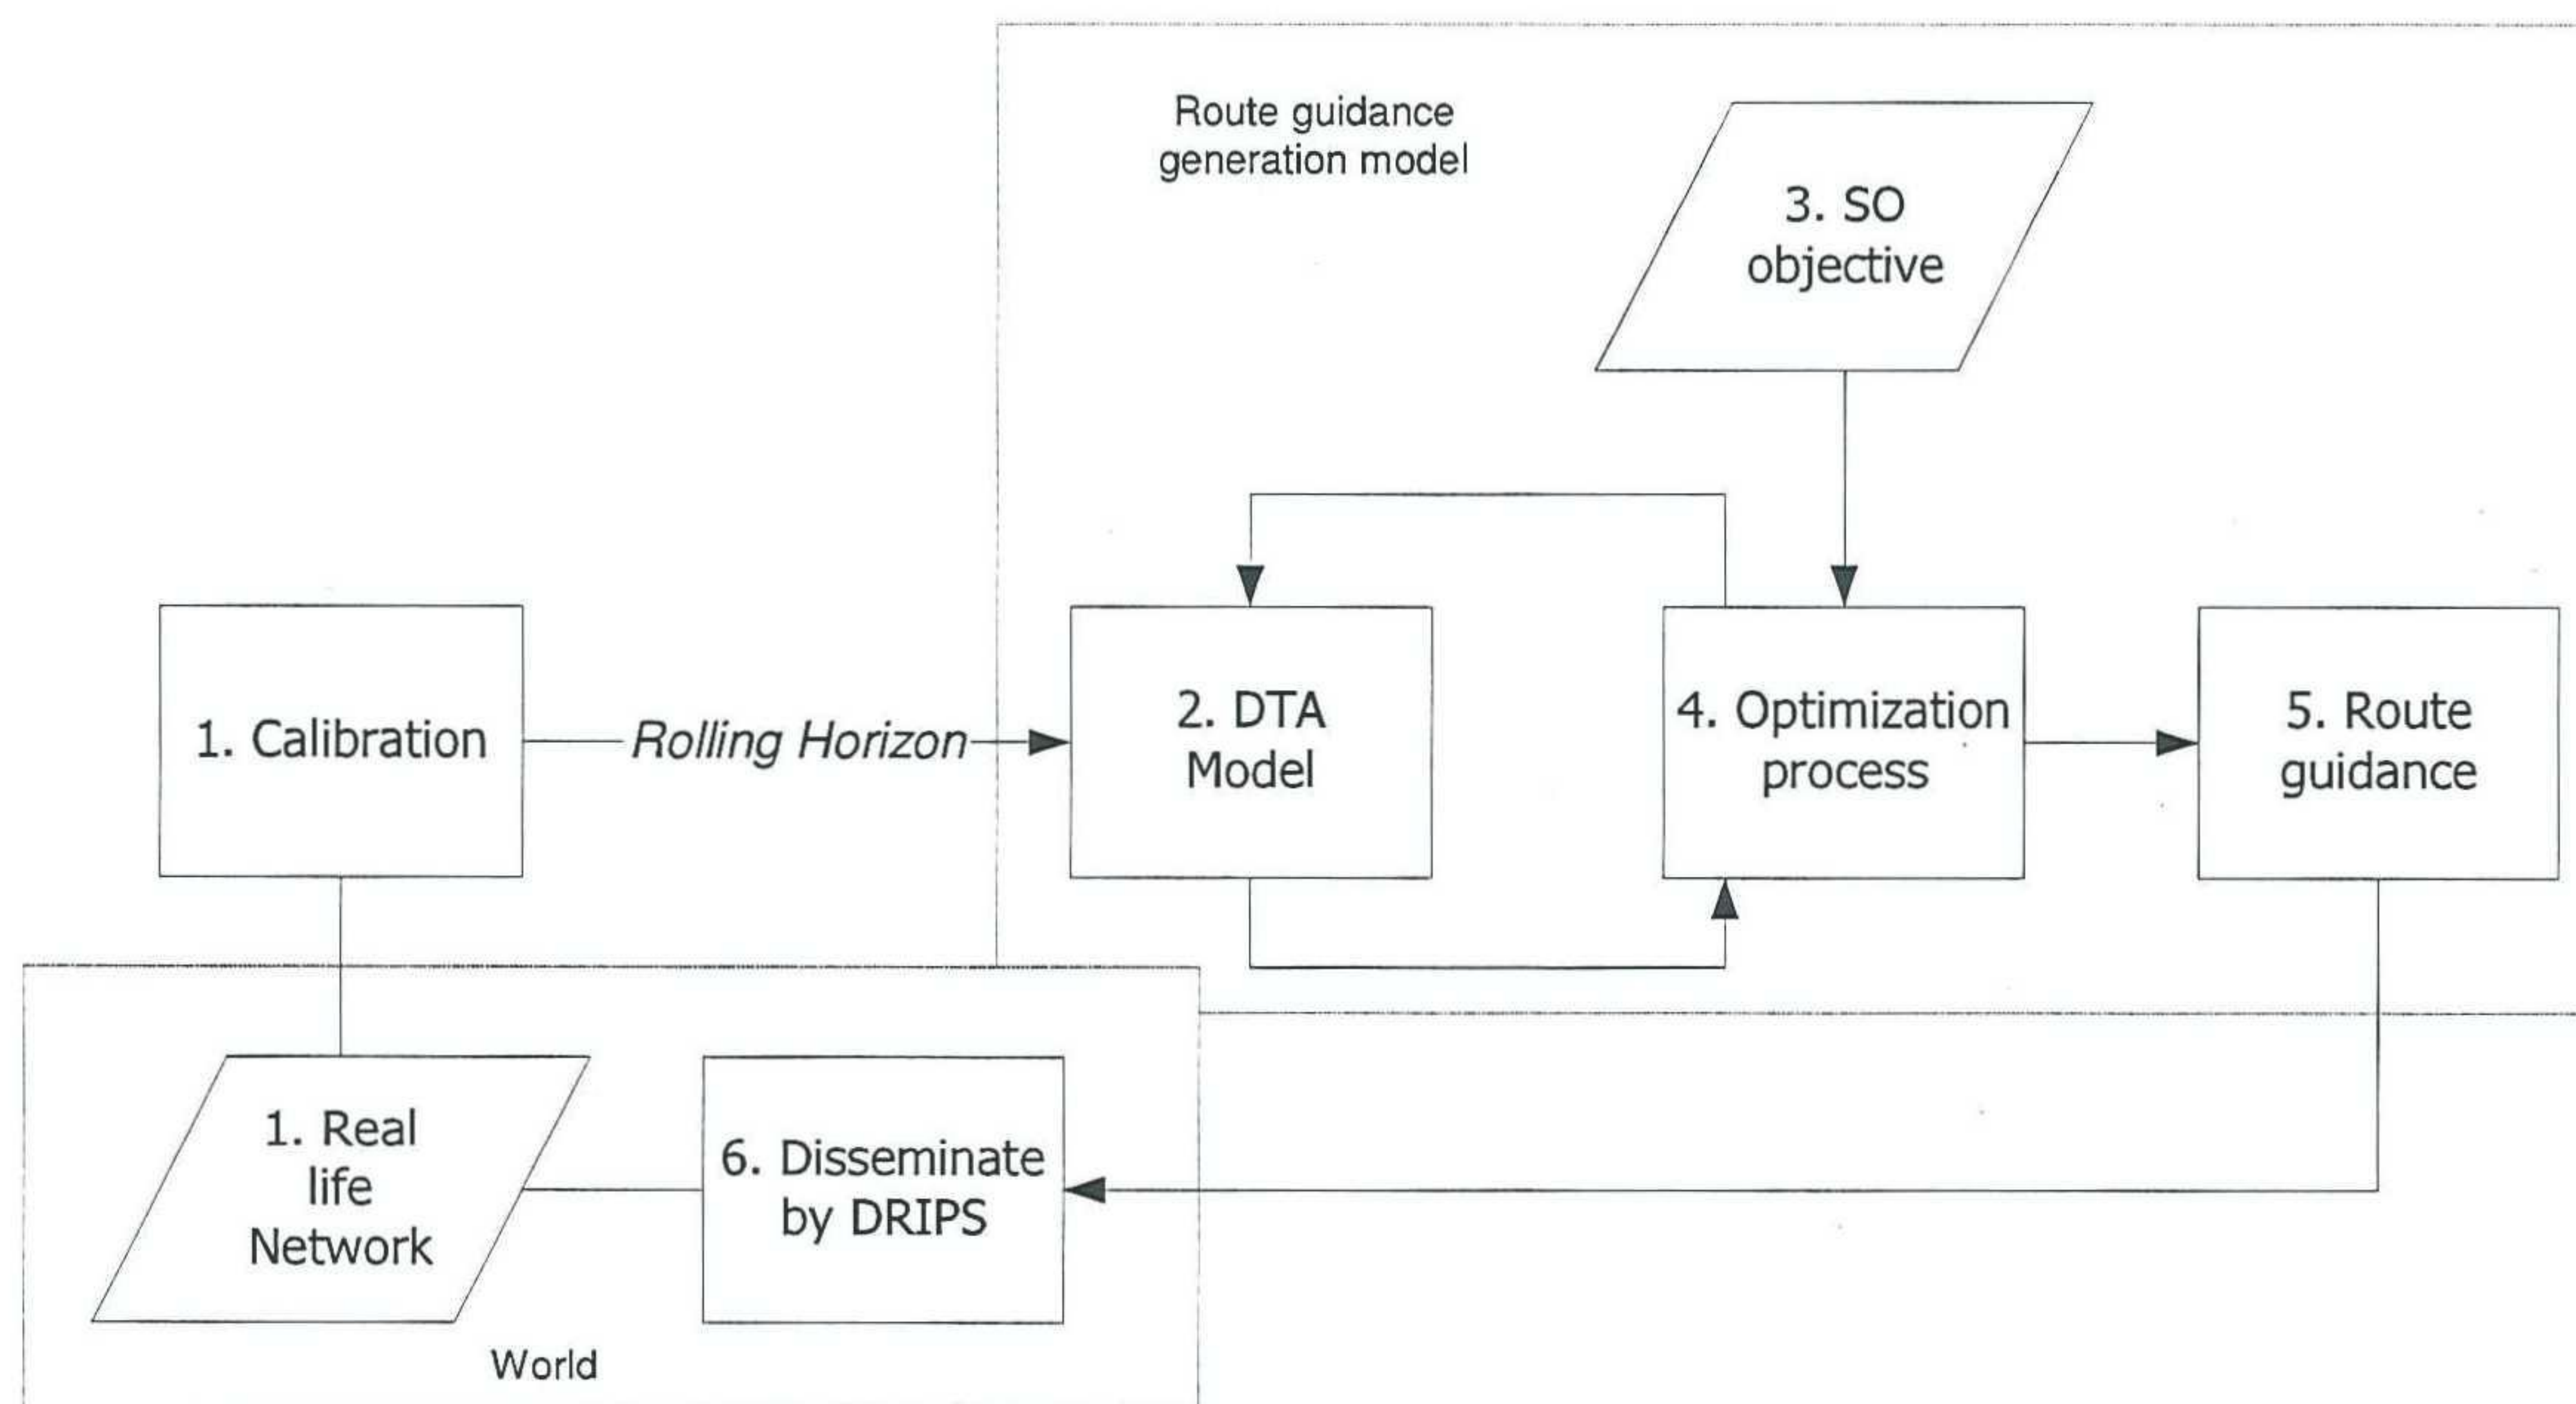 Route guidance
generation model
3. SO
objective
1. Calibration
Rolling Horizon
2. DTA
Model
4. Optimization
process
5. Route
guidance
1. Real
life
Network
6. Disseminate
by DRIPS
World